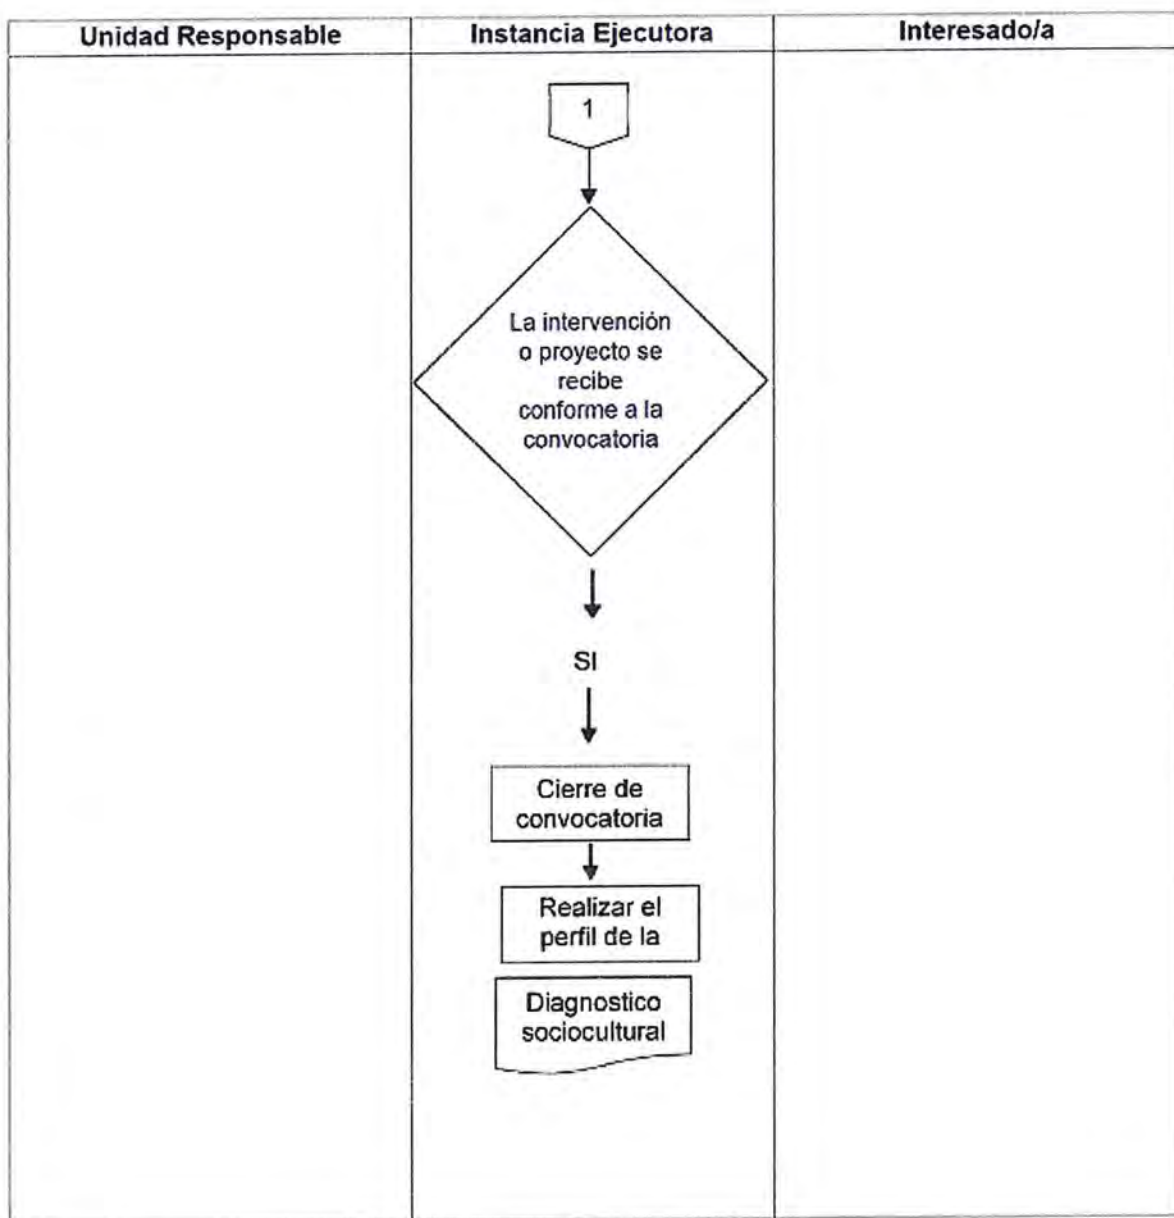 Unidad Responsable
Instancia Ejecutora
Interesado/a
1
La intervención
o proyecto se
recibe
conforme a la
convocatoria
SI
Cierre de
convocatoria
Realizar el
perfil de la
Diagnostico
sociocultural